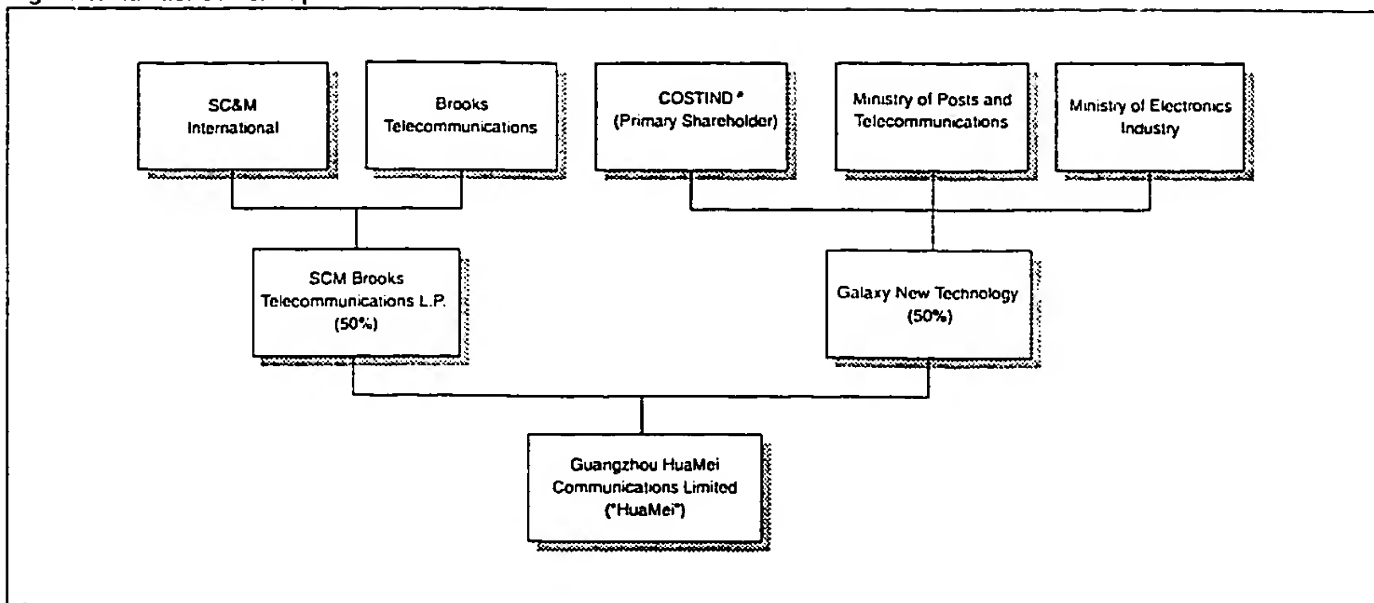 SC&M
International
Brooks
Telecommunications
COSTIND *
(Primary Shareholder)
Ministry of Posts and
Telecommunications
Ministry of Electronics
Industry
SCM Brooks
Telecommunications L.P.
(50%)
Galaxy New Technology
(50%)
Guangzhou HuaMei
Communications Limited
("HuaMei")